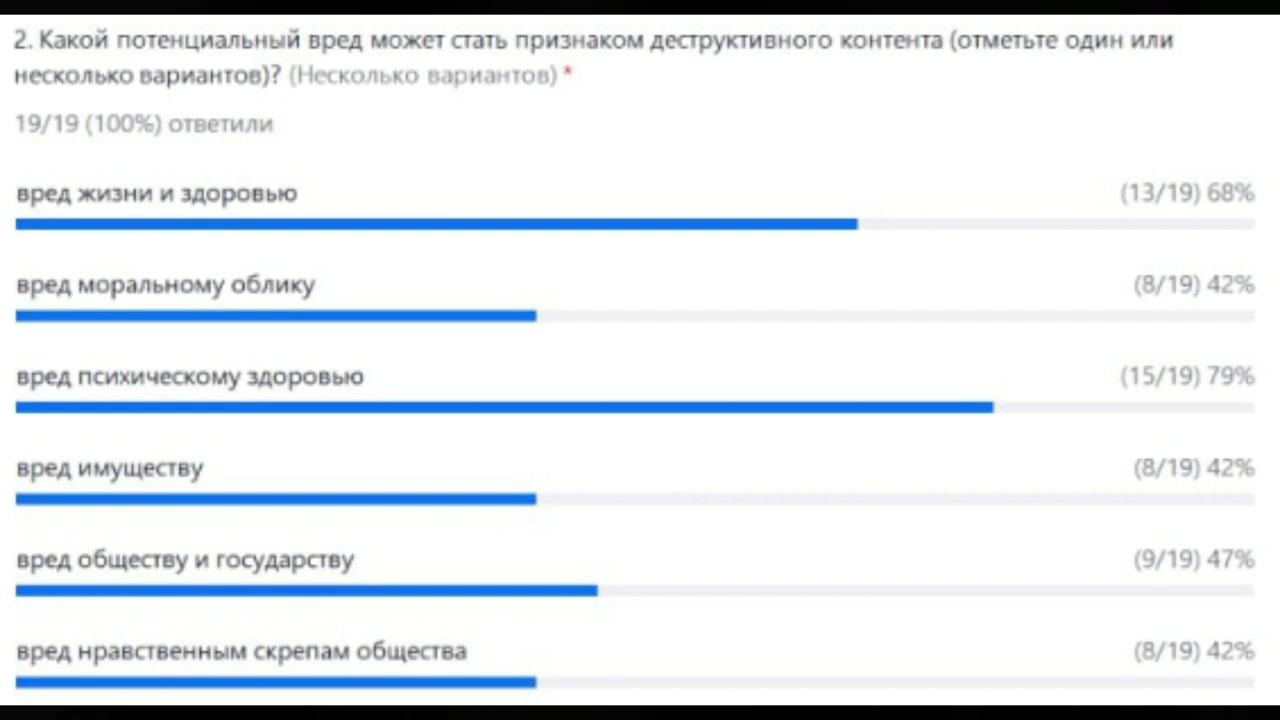 2. Какой потенциальный вред может стать признаком деструктивного контента (отметьте один или
несколько вариантов)? (Несколько вариантов) *
19/19 (100%) ответили
вред жизни и здоровью (13/19) 68%
вред моральному облику (8/19) 42%
вред психическому здоровью (15/19) 79%
вред имуществу (8/19) 42%
вред обществу и государству (9/19) 47%
вред нравственным скрепам общества (8/19) 42%